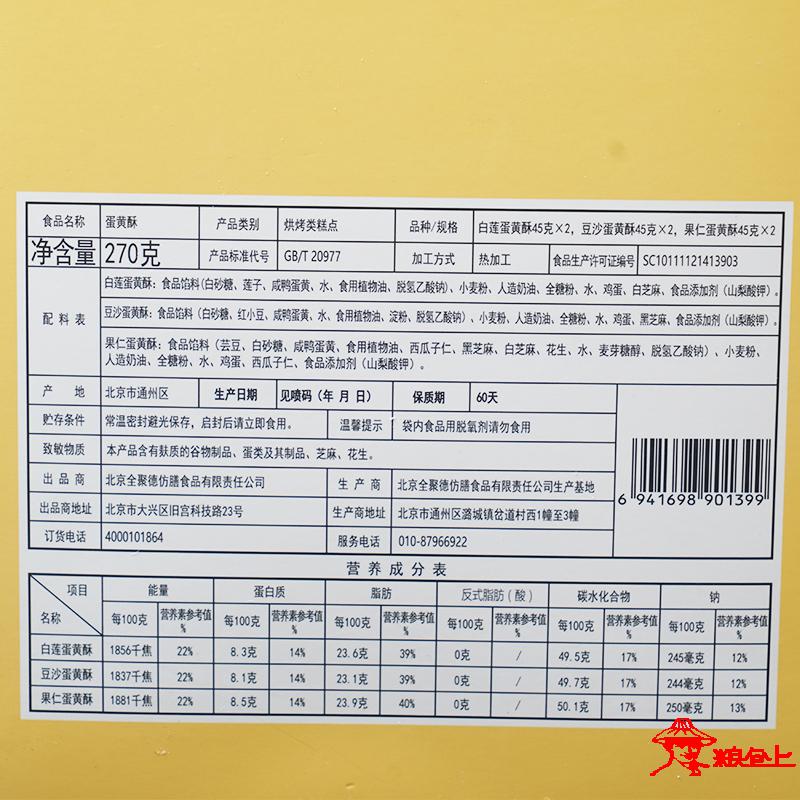 食品名称 蛋黄酥 产品类别 烘烤类糕点 品种/规格 白莲蛋黄酥45克×2，豆沙蛋黄酥45克×2，果仁蛋黄酥45克×2
净含量 270克 产品标准代号 GB/T 20977 加工方式 热加工 食品生产许可证编号 SC10111121413903
配料表
白莲蛋黄酥：食品馅料(白砂糖、莲子、咸鸭蛋黄、水、食用植物油、脱氢乙酸钠)、小麦粉、人造奶油、全糖粉、水、鸡蛋、白芝麻、食品添加剂(山梨酸钾)。
豆沙蛋黄酥：食品馅料(白砂糖、红小豆、咸鸭蛋黄、水、食用植物油、淀粉、脱氢乙酸钠)、小麦粉、人造奶油、全糖粉、水、鸡蛋、黑芝麻、食品添加剂(山梨酸钾)。
果仁蛋黄酥：食品馅料（芸豆、白砂糖、咸鸭蛋黄、食用植物油、西瓜子仁、黑芝麻、白芝麻、花生、水、麦芽糖醇、脱氢乙酸钠）、小麦粉、
人造奶油、全糖粉、水、鸡蛋、西瓜子仁、食品添加剂(山梨酸钾)。
产地 北京市通州区 生产日期 见喷码（年 月 日） 保质期 60天
贮存条件 常温密封避光保存，启封后请立即食用。 温馨提示 袋内食品用脱氧剂请勿食用
致敏物质 本产品含有麸质的谷物制品、蛋类及其制品、芝麻、花生。
出品商 北京全聚德仿膳食品有限责任公司 生产商 北京全聚德仿膳食品有限责任公司生产基地
出品商地址 北京市大兴区旧宫科技路23号 生产商地址 北京市通州区潞城镇岔道村西1幢至3幢
订货电话 4000101864 服务电话 010-87966922
6 941698 901399
营养成分表
项目 能量 蛋白质 脂肪 反式脂肪（酸） 碳水化合物 钠
名称 每100克 营养素参考值% 每100克 营养素参考值% 每100克 营养素参考值% 每100克 营养素参考值% 每100克 营养素参考值% 每100克 营养素参考值%
白莲蛋黄酥 1856千焦 22% 8.3克 14% 23.6克 39% 0克 / 49.5克 17% 245毫克 12%
豆沙蛋黄酥 1837千焦 22% 8.1克 14% 23.1克 39% 0克 / 49.7克 17% 244毫克 12%
果仁蛋黄酥 1881千焦 22% 8.5克 14% 23.9克 40% 0克 / 50.1克 17% 250毫克 13%
粮仓上